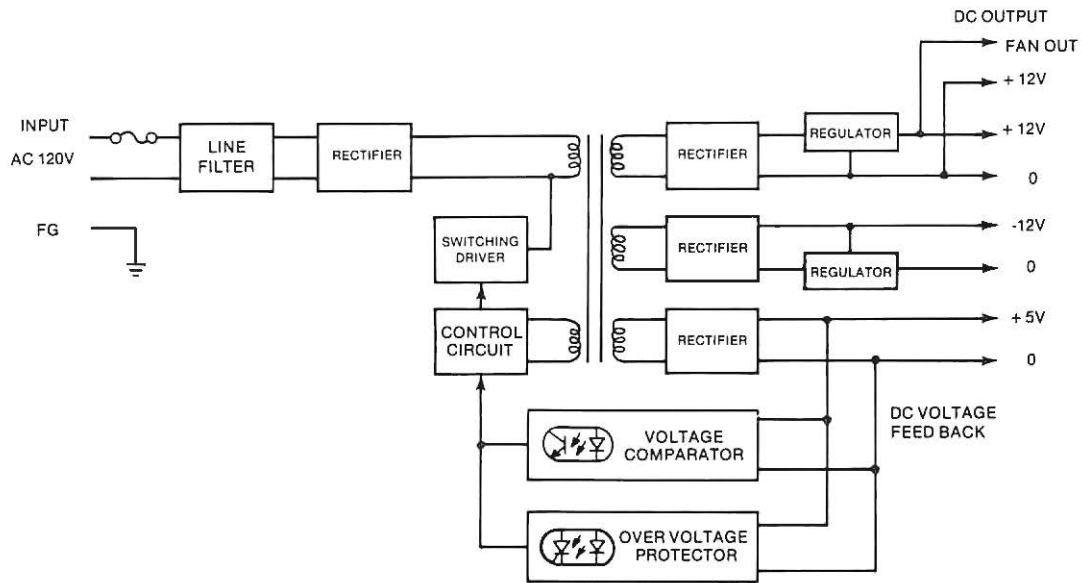 DC OUTPUT
FAN OUT
+ 12V
INPUT
AC 120V
LINE
FILTER
RECTIFIER
RECTIFIER
REGULATOR
+ 12V
0
FG
SWITCHING
DRIVER
RECTIFIER
REGULATOR
-12V
0
CONTROL
CIRCUIT
RECTIFIER
+ 5V
0
DC VOLTAGE
FEED BACK
VOLTAGE
COMPARATOR
OVER VOLTAGE
PROTECTOR